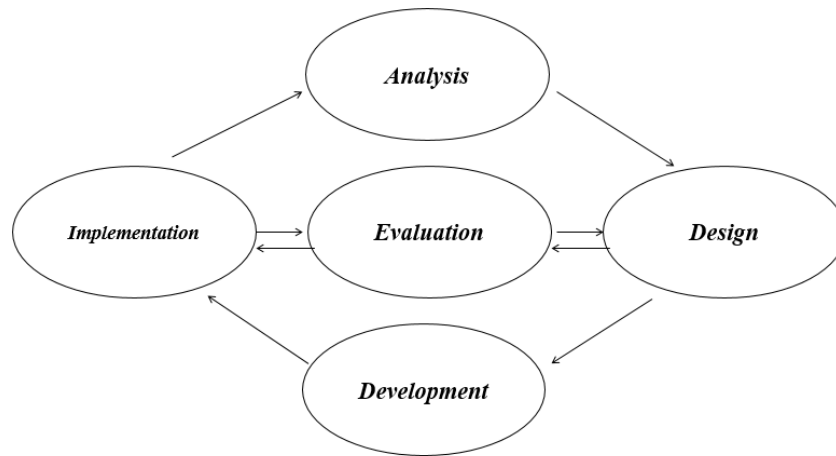 Analysis
Implementation
Evaluation
Design
Development